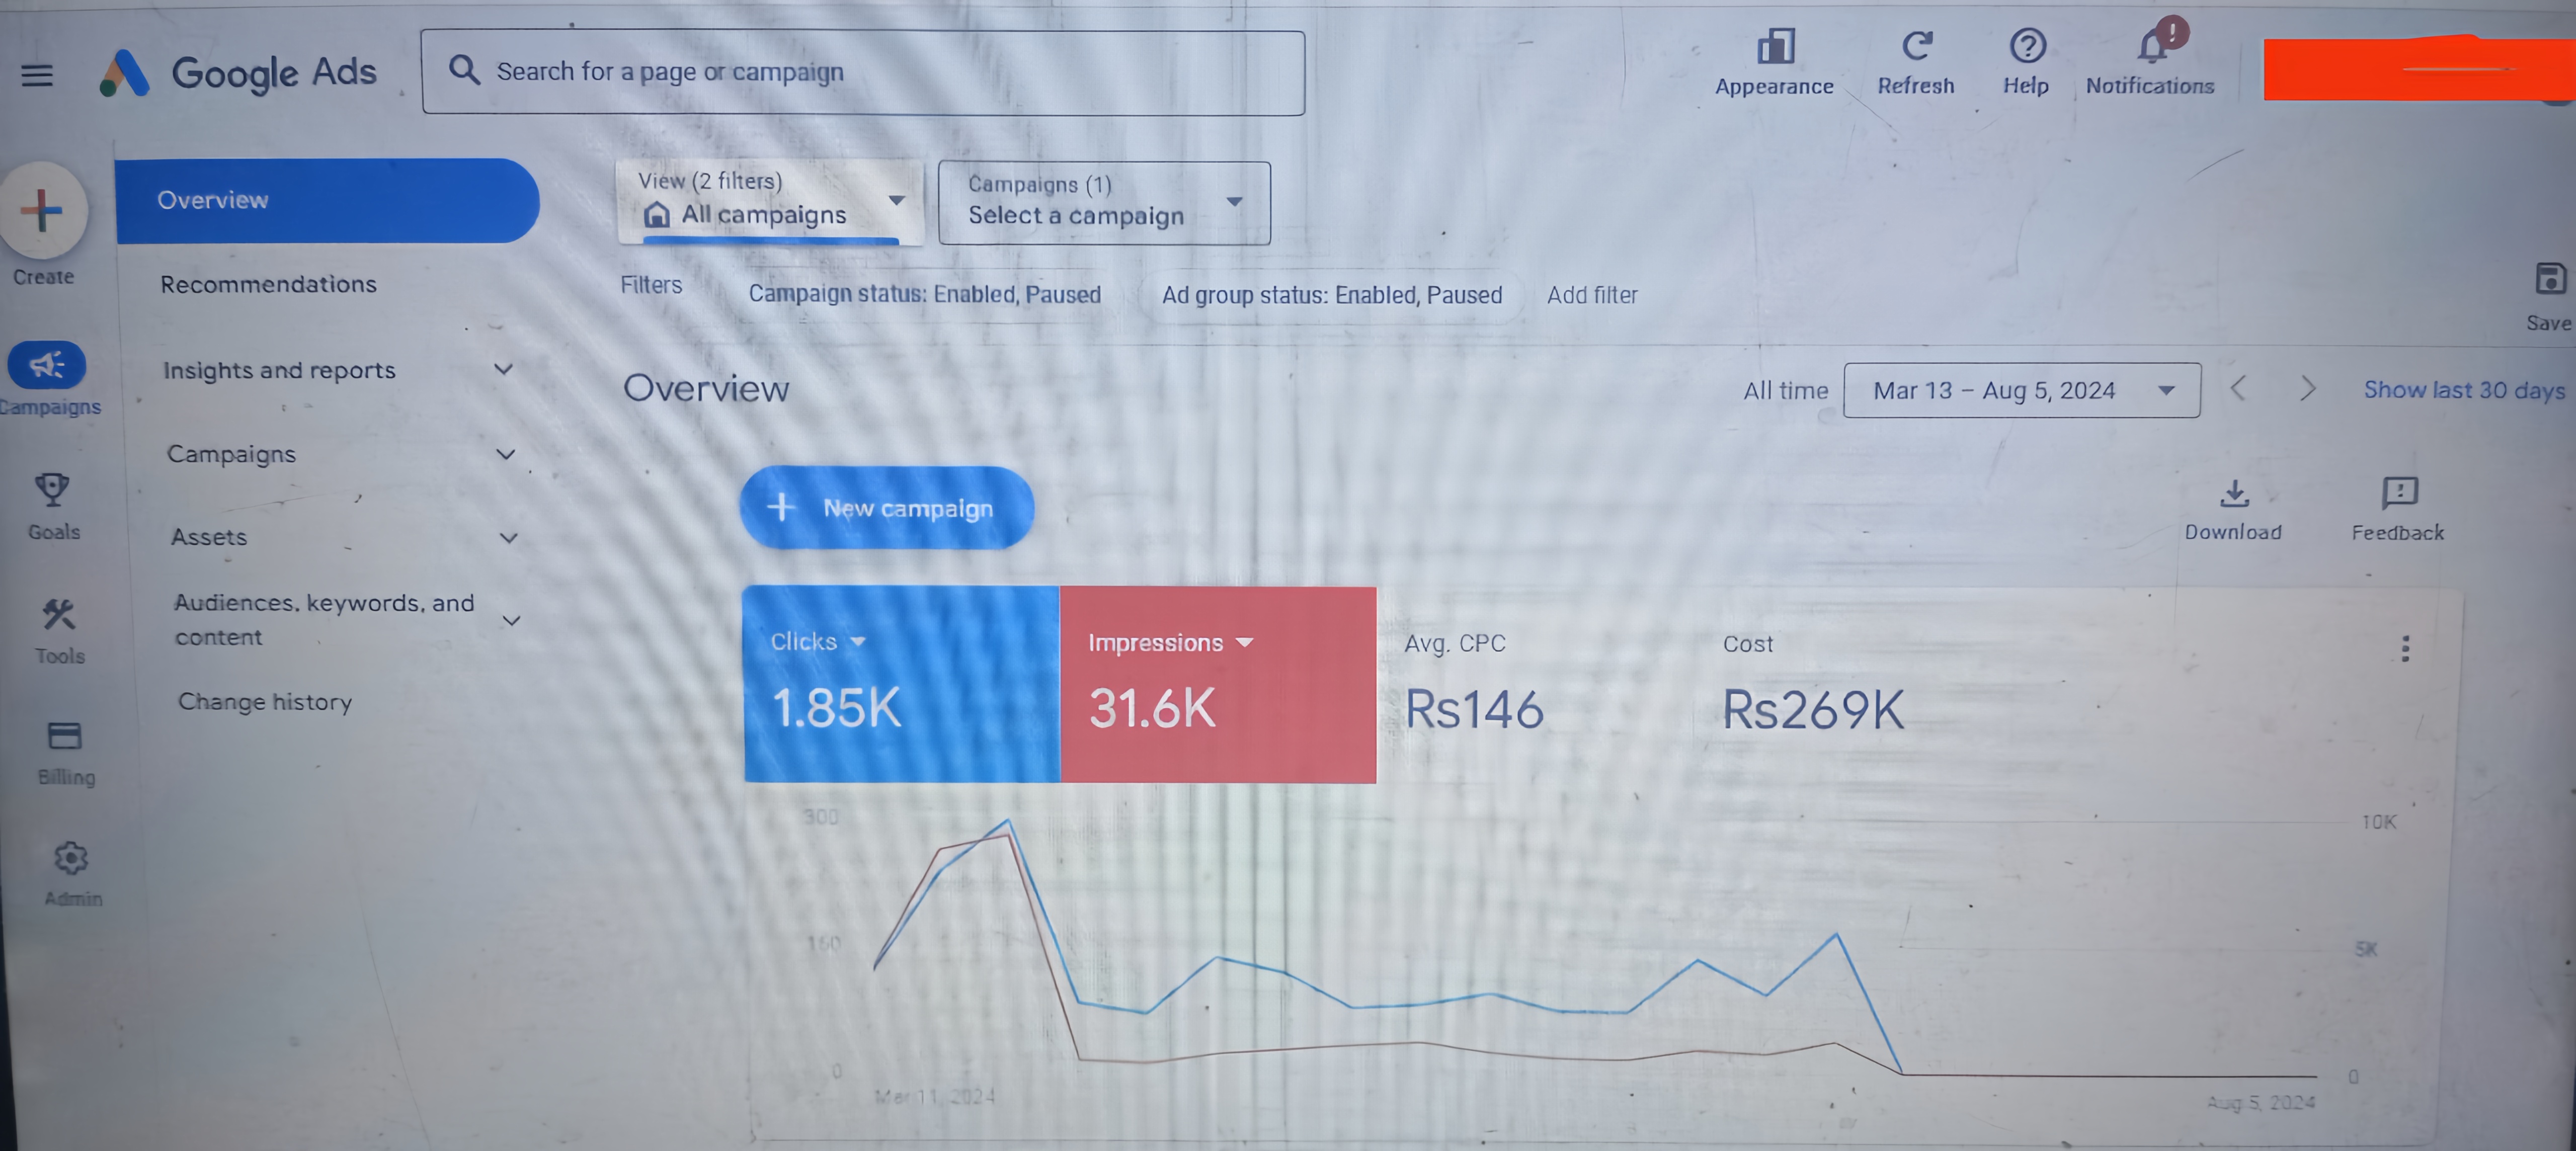 Google Ads
Search for a page or campaign
Appearance
Refresh
Help
Notifications
Create
Campaigns
Goals
Tools
Billing
Admin
Overview
Recommendations
Insights and reports
Campaigns
Assets
Audiences, keywords, and
content
Change history
View (2 filters)
All campaigns
Campaigns (1)
Select a campaign
Filters
Campaign status: Enabled, Paused
Ad group status: Enabled, Paused
Add filter
Save
Overview
All time
Mar 13 – Aug 5, 2024
Show last 30 days
New campaign
Download
Feedback
Clicks
1.85K
Impressions
31.6K
Avg. CPC
Rs146
Cost
Rs269K
300
150
0
10K
5K
0
Mar 11, 2024
Aug 5, 2024